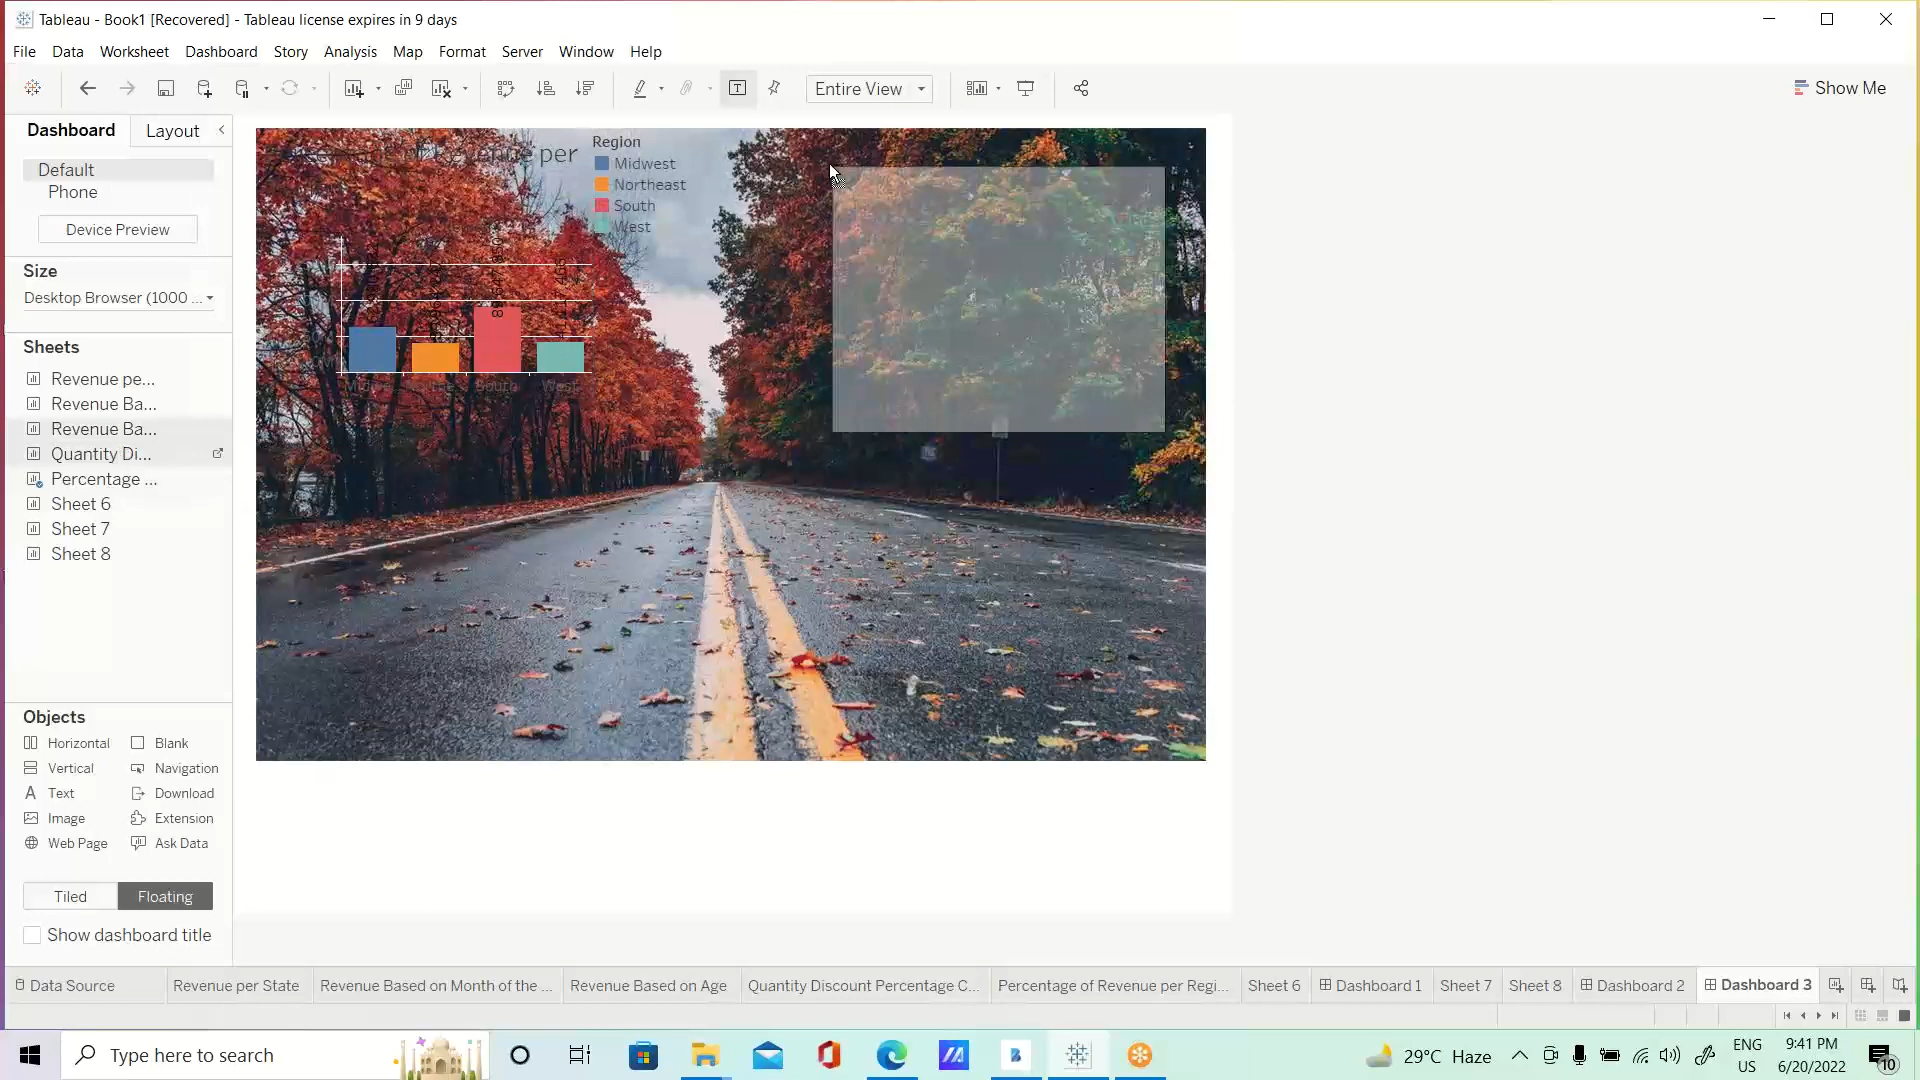 Tableau - Book1 [Recovered] - Tableau license expires in 9 days
File Data Worksheet Dashboard Story Analysis Map Format Server Window Help
Entire View
Show Me
Dashboard Layout
Default
Phone
Device Preview
Size
Desktop Browser (1000 ...
Sheets
Revenue pe...
Revenue Ba...
Revenue Ba...
Quantity Di...
Percentage ...
Sheet 6
Sheet 7
Sheet 8
Objects
Horizontal Blank
Vertical Navigation
Text Download
Image Extension
Web Page Ask Data
Tiled Floating
Show dashboard title
Revenue per
Region
Midwest
Northeast
South
West
South West
Data Source Revenue per State Revenue Based on Month of the ... Revenue Based on Age Quantity Discount Percentage C... Percentage of Revenue per Regi... Sheet 6 Dashboard 1 Sheet 7 Sheet 8 Dashboard 2 Dashboard 3
Type here to search
29°C Haze
ENG
US
9:41 PM
6/20/2022
10